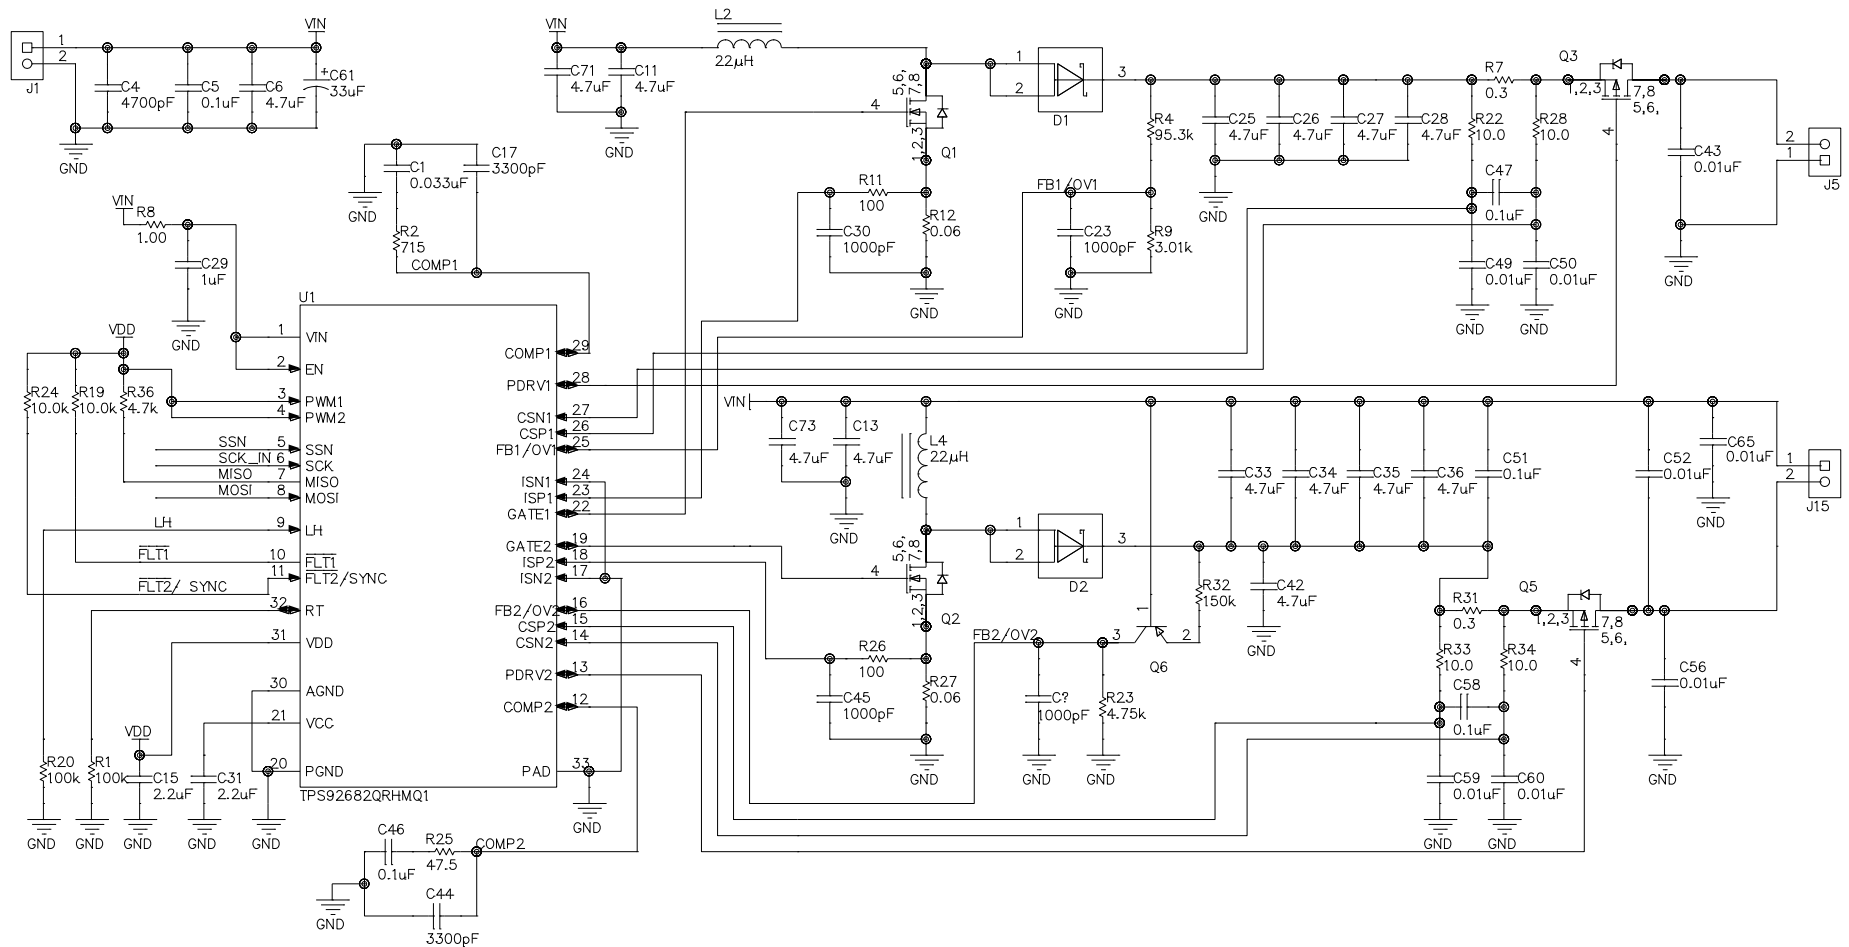 VIN
1
2
J1
C4
4700pF
C5
0.1uF
C6
4.7uF
+
C61
33uF
GND
VIN
C71
4.7uF
C11
4.7uF
GND
L2
22µH
5,6,
7,8
4
1,2,3
Q1
1
2
3
D1
R4
95.3k
C25
4.7uF
C26
4.7uF
C27
4.7uF
C28
4.7uF
GND
R7
0.3
R22
10.0
R28
10.0
C47
0.1uF
C49
0.01uF
C50
0.01uF
GND
GND
Q3
1,2,3
7,8
5,6,
4
C43
0.01uF
GND
2
1
J5
C1
0.033uF
C17
3300pF
GND
R2
715
COMP1
R11
100
C30
1000pF
R12
0.06
GND
FB1/OV1
C23
1000pF
R9
3.01k
GND
VIN
R8
1.00
C29
1uF
GND
VDD
R24
10.0k
R19
10.0k
R36
4.7k
U1
1 VIN
2 EN
3 PWM1
4 PWM2
SSN 5 SSN
SCK_IN 6 SCK
MISO 7 MISO
MOSI 8 MOSI
LH 9 LH
FLT1 10 FLT1
FLT2/ SYNC 11 FLT2/SYNC
32 RT
31 VDD
30 AGND
21 VCC
20 PGND
COMP1 29
PDRV1 28
CSN1 27
CSP1 26
FB1/OV1 25
ISN1 24
ISP1 23
GATE1 22
GATE2 19
ISP2 18
ISN2 17
FB2/OV2 16
CSP2 15
CSN2 14
PDRV2 13
COMP2 12
PAD 33
TPS92682QRHMQ1
GND
R20
100k
GND
R1
100k
GND
VDD
C15
2.2uF
GND
C31
2.2uF
GND
GND
C46
0.1uF
R25
47.5
COMP2
C44
3300pF
GND
VIN
C73
4.7uF
C13
4.7uF
GND
L4
22µH
5,6,
7,8
4
1,2,3
Q2
1
2
3
D2
R26
100
C45
1000pF
R27
0.06
GND
FB2/OV2
C?
1000pF
GND
R23
4.75k
GND
3
1
2
Q6
R32
150k
C42
4.7uF
GND
C33
4.7uF
C34
4.7uF
C35
4.7uF
C36
4.7uF
C51
0.1uF
R31
0.3
R33
10.0
R34
10.0
C58
0.1uF
C59
0.01uF
C60
0.01uF
GND
GND
Q5
1,2,3
7,8
5,6,
4
C52
0.01uF
C65
0.01uF
GND
C56
0.01uF
GND
1
2
J15